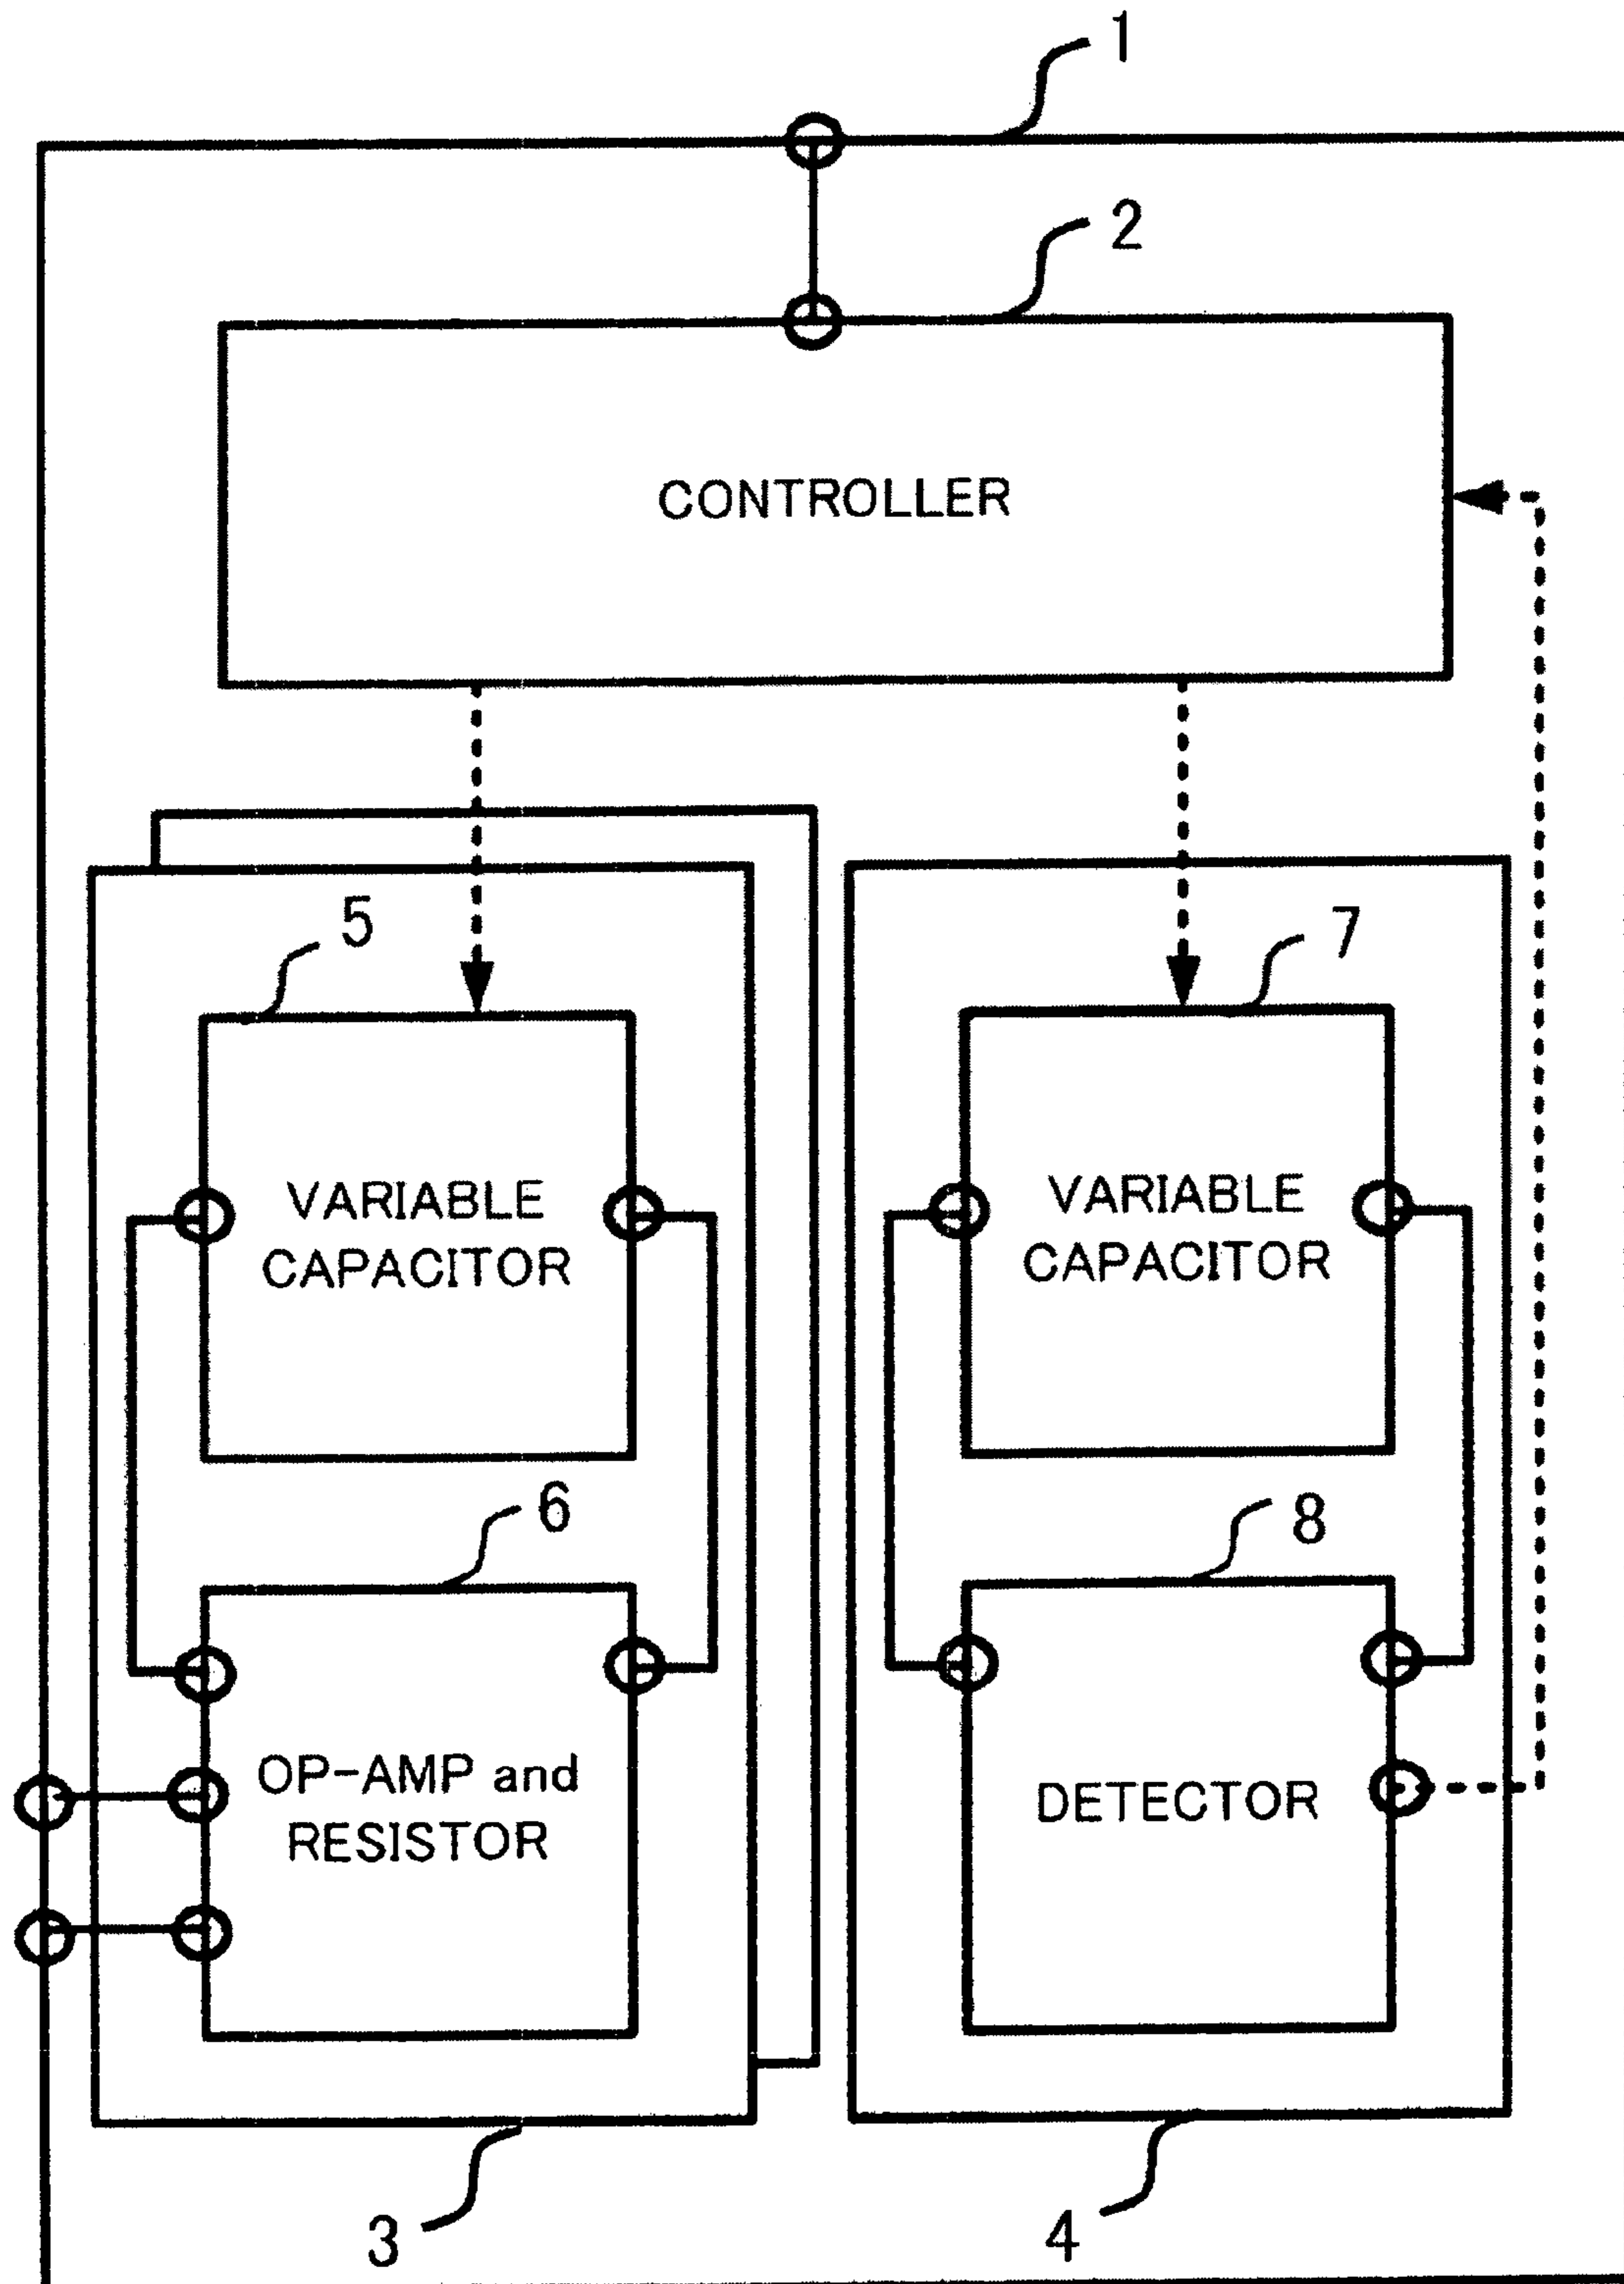 1
2
CONTROLLER
5
7
VARIABLE
CAPACITOR
VARIABLE
CAPACITOR
6
8
OP-AMP and
RESISTOR
DETECTOR
3
4